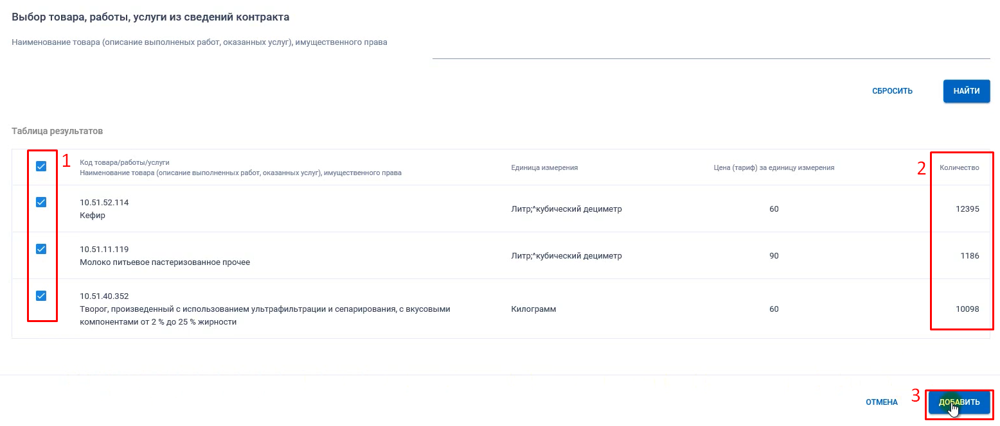 Выбор товара, работы, услуги из сведений контракта
Наименование товара (описание выполненых работ, оказанных услуг), имущественного права
СБРОСИТЬ
НАЙТИ
Таблица результатов
1
Код товара/работы/услуги
Наименование товара (описание выполненных работ, оказанных услуг), имущественного права
Единица измерения
Цена (тариф) за единицу измерения
2
Количество
10.51.52.114
Кефир
Литр;^кубический дециметр
60
12395
10.51.11.119
Молоко питьевое пастеризованное прочее
Литр;^кубический дециметр
90
1186
10.51.40.352
Творог, произведенный с использованием ультрафильтрации и сепарирования, с вкусовыми
компонентами от 2 % до 25 % жирности
Килограмм
60
10098
ОТМЕНА
3
ДОБАВИТЬ